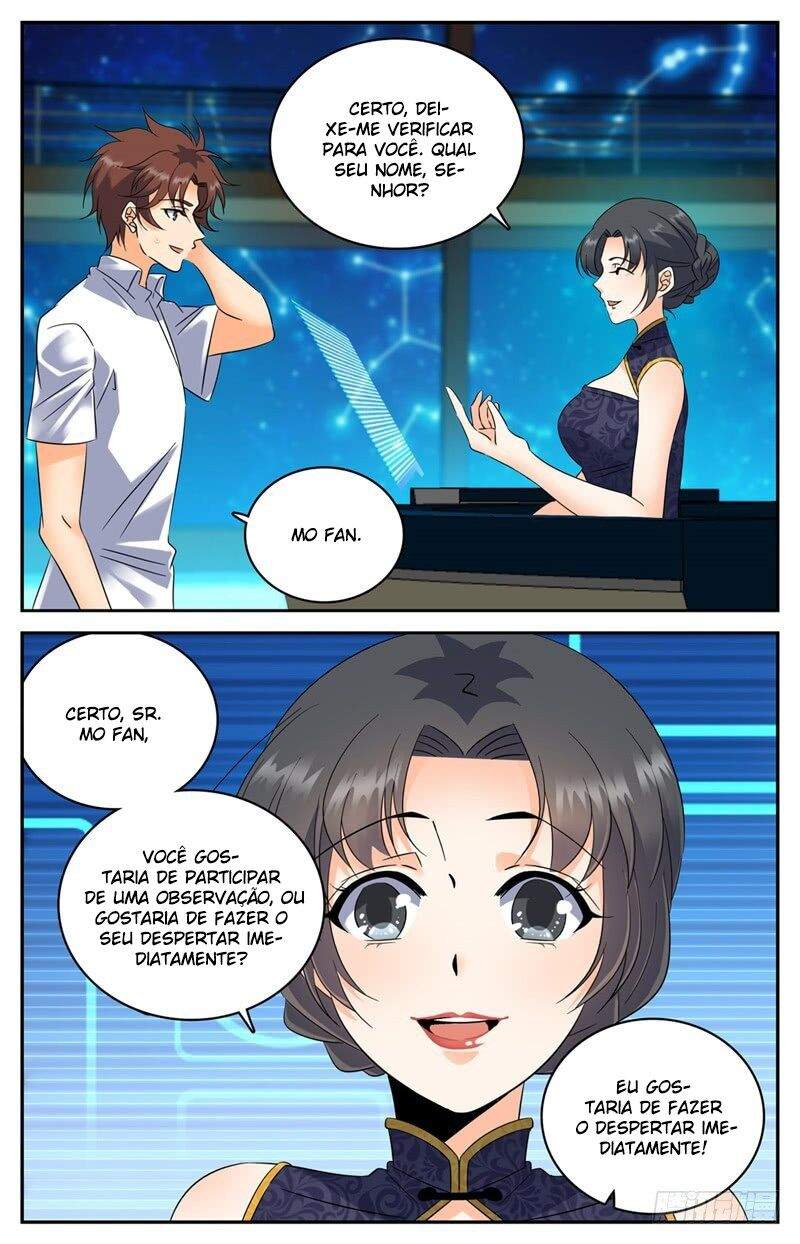 CERTO, DEI-
XE-ME VERIFICAR
PARA VOCÊ. QUAL
SEU NOME, SE-
NHOR?
MO FAN.
CERTO, SR.
MO FAN,
VOCÊ GOS-
TARIA DE PARTICIPAR
DE UMA OBSERVAÇÃO, OU
GOSTARIA DE FAZER O
SEU DESPERTAR IME-
DIATAMENTE?
EU GOS-
TARIA DE FAZER
O DESPERTAR IME-
DIATAMENTE!